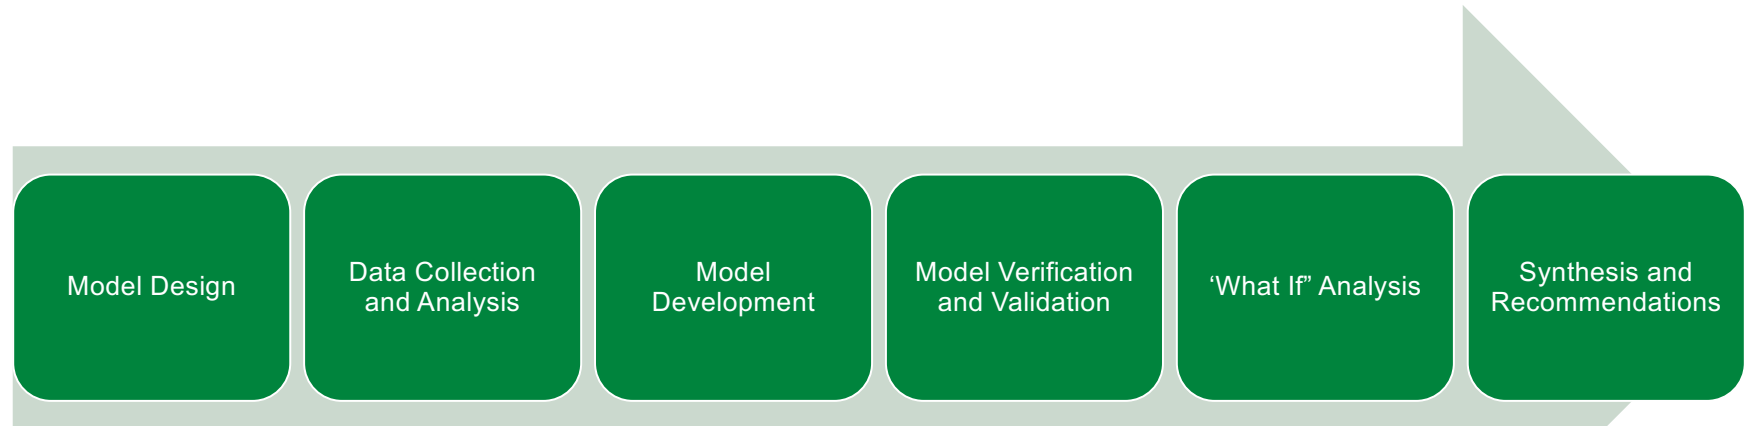 Model Design
Data Collection
and Analysis
Model
Development
Model Verification
and Validation
‘What If” Analysis
Synthesis and
Recommendations